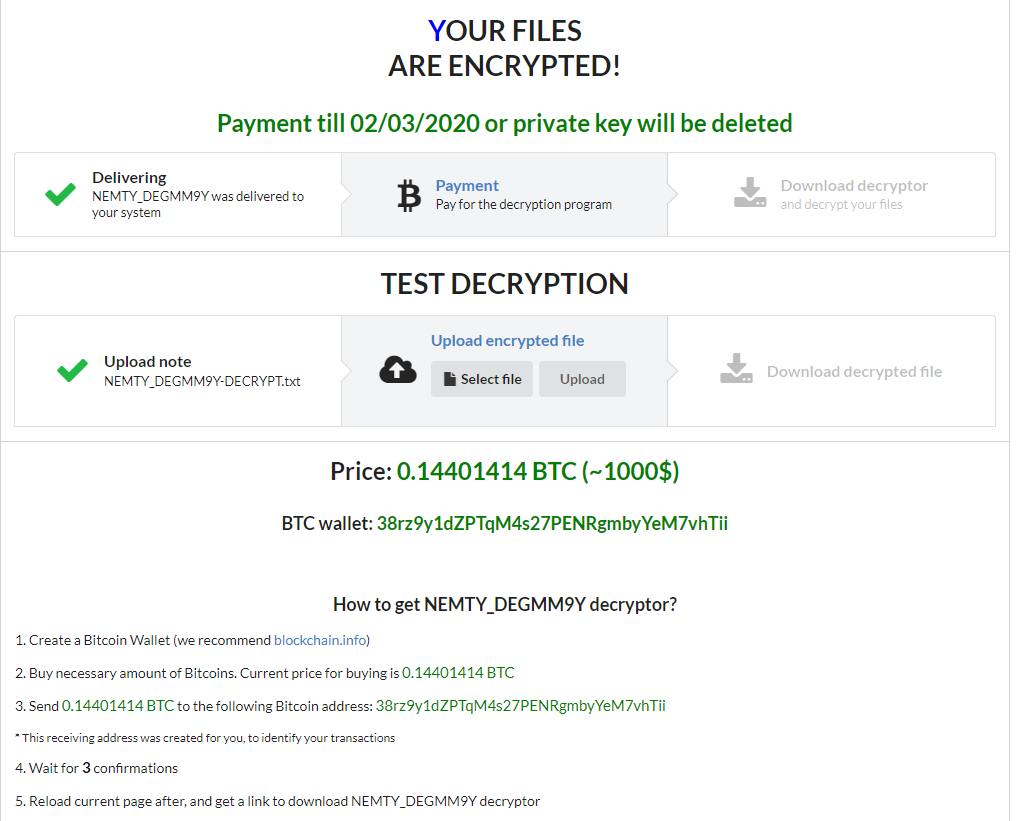 YOUR FILES
ARE ENCRYPTED!
Payment till 02/03/2020 or private key will be deleted
Delivering
NEMTY_DEGMM9Y was delivered to
your system
Payment
Pay for the decryption program
Download decryptor
and decrypt your files
TEST DECRYPTION
Upload note
NEMTY_DEGMM9Y-DECRYPT.txt
Upload encrypted file
Select file
Upload
Download decrypted file
Price: 0.14401414 BTC (~1000$)
BTC wallet: 38rz9y1dZPTqM4s27PENRgmbyYeM7vhTii
How to get NEMTY_DEGMM9Y decryptor?
1. Create a Bitcoin Wallet (we recommend blockchain.info)
2. Buy necessary amount of Bitcoins. Current price for buying is 0.14401414 BTC
3. Send 0.14401414 BTC to the following Bitcoin address: 38rz9y1dZPTqM4s27PENRgmbyYeM7vhTii
* This receiving address was created for you, to identify your transactions
4. Wait for 3 confirmations
5. Reload current page after, and get a link to download NEMTY_DEGMM9Y decryptor